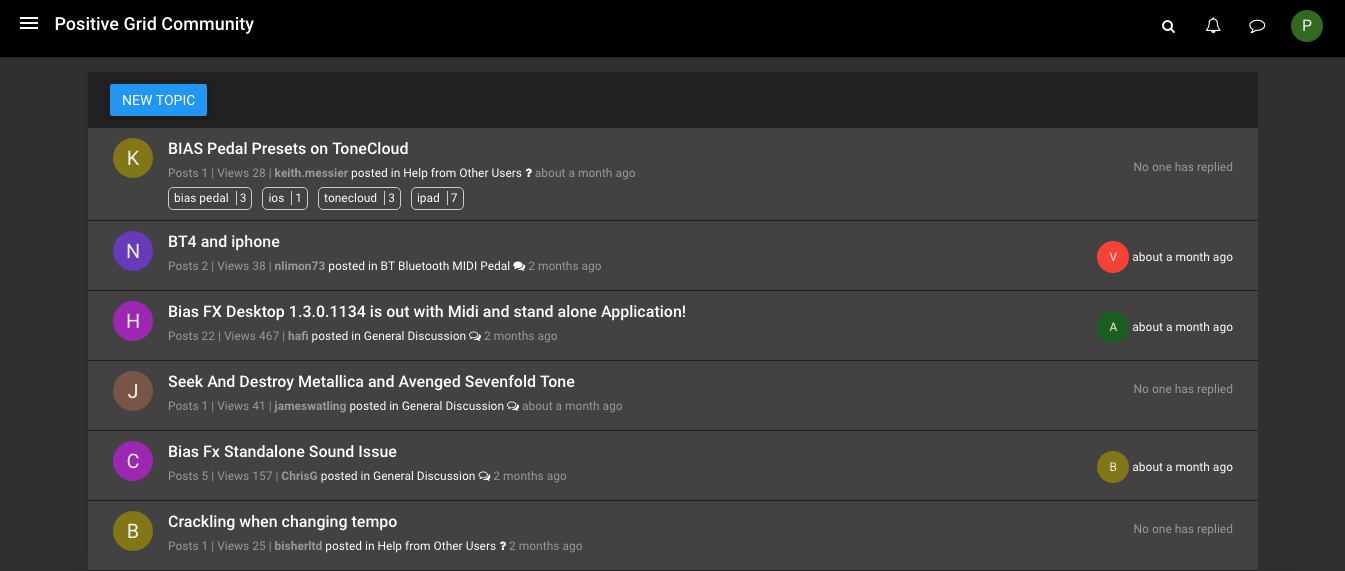 Positive Grid Community
P
NEW TOPIC
K
BIAS Pedal Presets on ToneCloud
Posts 1 | Views 28 | keith.messier posted in Help from Other Users ? about a month ago
No one has replied
bias pedal | 3 ios | 1 tonecloud | 3 ipad | 7
N
BT4 and iphone
Posts 2 | Views 38 | nlimon73 posted in BT Bluetooth MIDI Pedal 2 months ago
V about a month ago
H
Bias FX Desktop 1.3.0.1134 is out with Midi and stand alone Application!
Posts 22 | Views 467 | hafi posted in General Discussion 2 months ago
A about a month ago
J
Seek And Destroy Metallica and Avenged Sevenfold Tone
Posts 1 | Views 41 | jameswatling posted in General Discussion about a month ago
No one has replied
C
Bias Fx Standalone Sound Issue
Posts 5 | Views 157 | ChrisG posted in General Discussion 2 months ago
B about a month ago
B
Crackling when changing tempo
Posts 1 | Views 25 | bisherltd posted in Help from Other Users ? 2 months ago
No one has replied